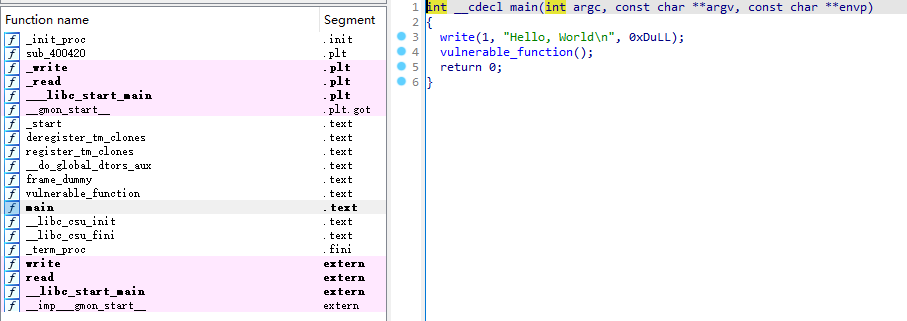 Function name Segment
_init_proc .init
sub_400420 .plt
_write .plt
_read .plt
___libc_start_main .plt
__gmon_start__ .plt.got
_start .text
deregister_tm_clones .text
register_tm_clones .text
__do_global_dtors_aux .text
frame_dummy .text
vulnerable_function .text
main .text
__libc_csu_init .text
__libc_csu_fini .text
_term_proc .fini
write extern
read extern
__libc_start_main extern
__imp___gmon_start__ extern
1 int __cdecl main(int argc, const char **argv, const char **envp)
2 {
3 write(1, "Hello, World\n", 0xDuLL);
4 vulnerable_function();
5 return 0;
6 }